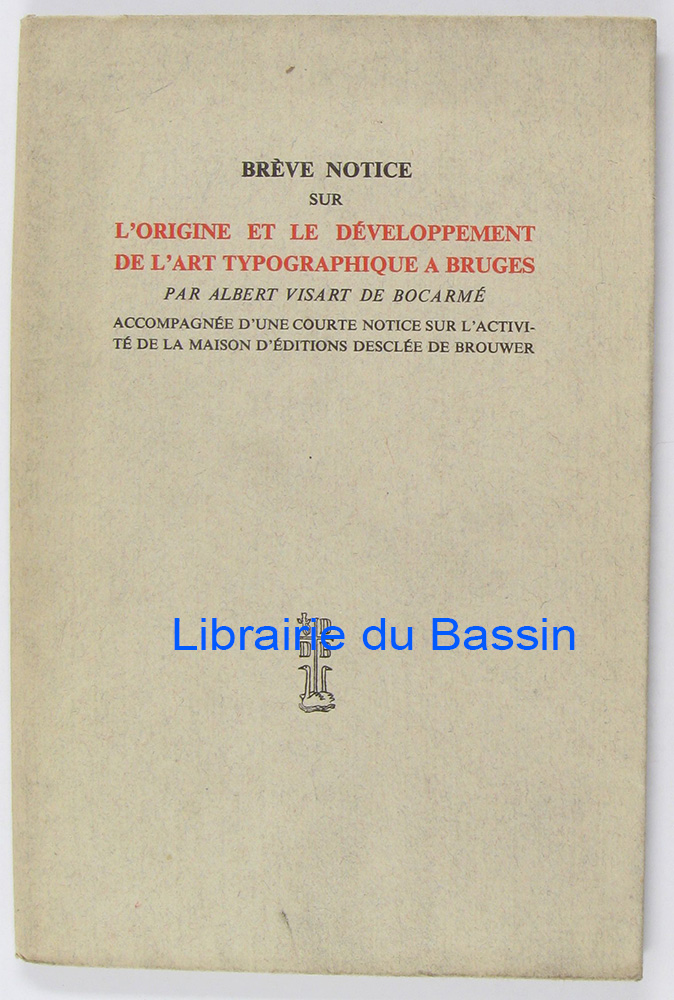 BRÈVE NOTICE
SUR
L'ORIGINE ET LE DÉVELOPPEMENT
DE L'ART TYPOGRAPHIQUE A BRUGES
PAR ALBERT VISART DE BOCARMÉ
ACCOMPAGNÉE D'UNE COURTE NOTICE SUR L'ACTIVI-
TÉ DE LA MAISON D'ÉDITIONS DESCLÉE DE BROUWER
Librairie du Bassin